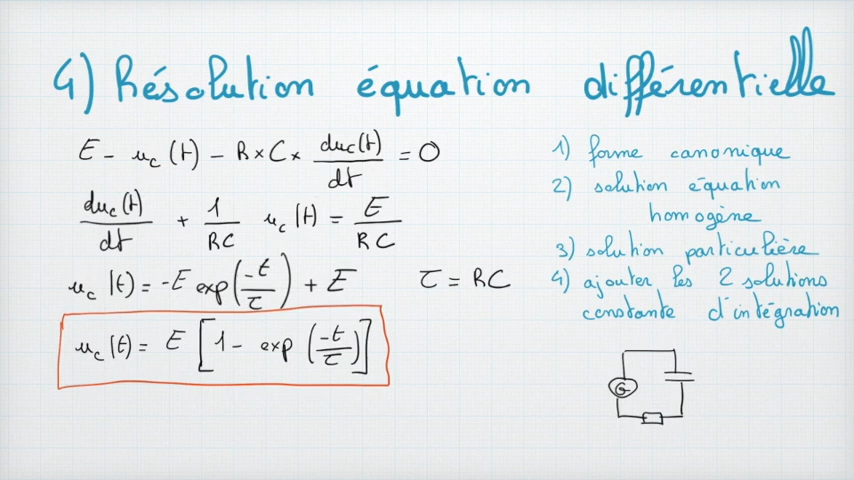 4) Résolution équation différentielle
E - uc(t) - R×C× duc(t)/dt = 0
duc(t)/dt + 1/RC uc(t) = E/RC
uc(t) = -E exp(-t/τ) + E
τ = RC
uc(t) = E [1 - exp(-t/τ)]
1) forme canonique
2) solution équation
homogène
3) solution particulière
4) ajouter les 2 solutions
constante d'intégration
G